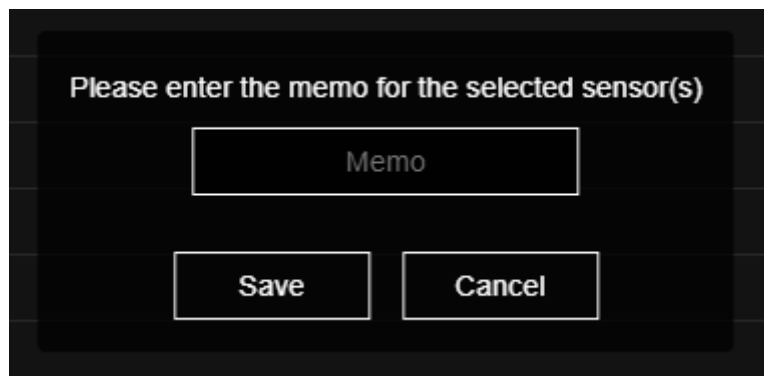 Please enter the memo for the selected sensor(s)
Memo
Save Cancel